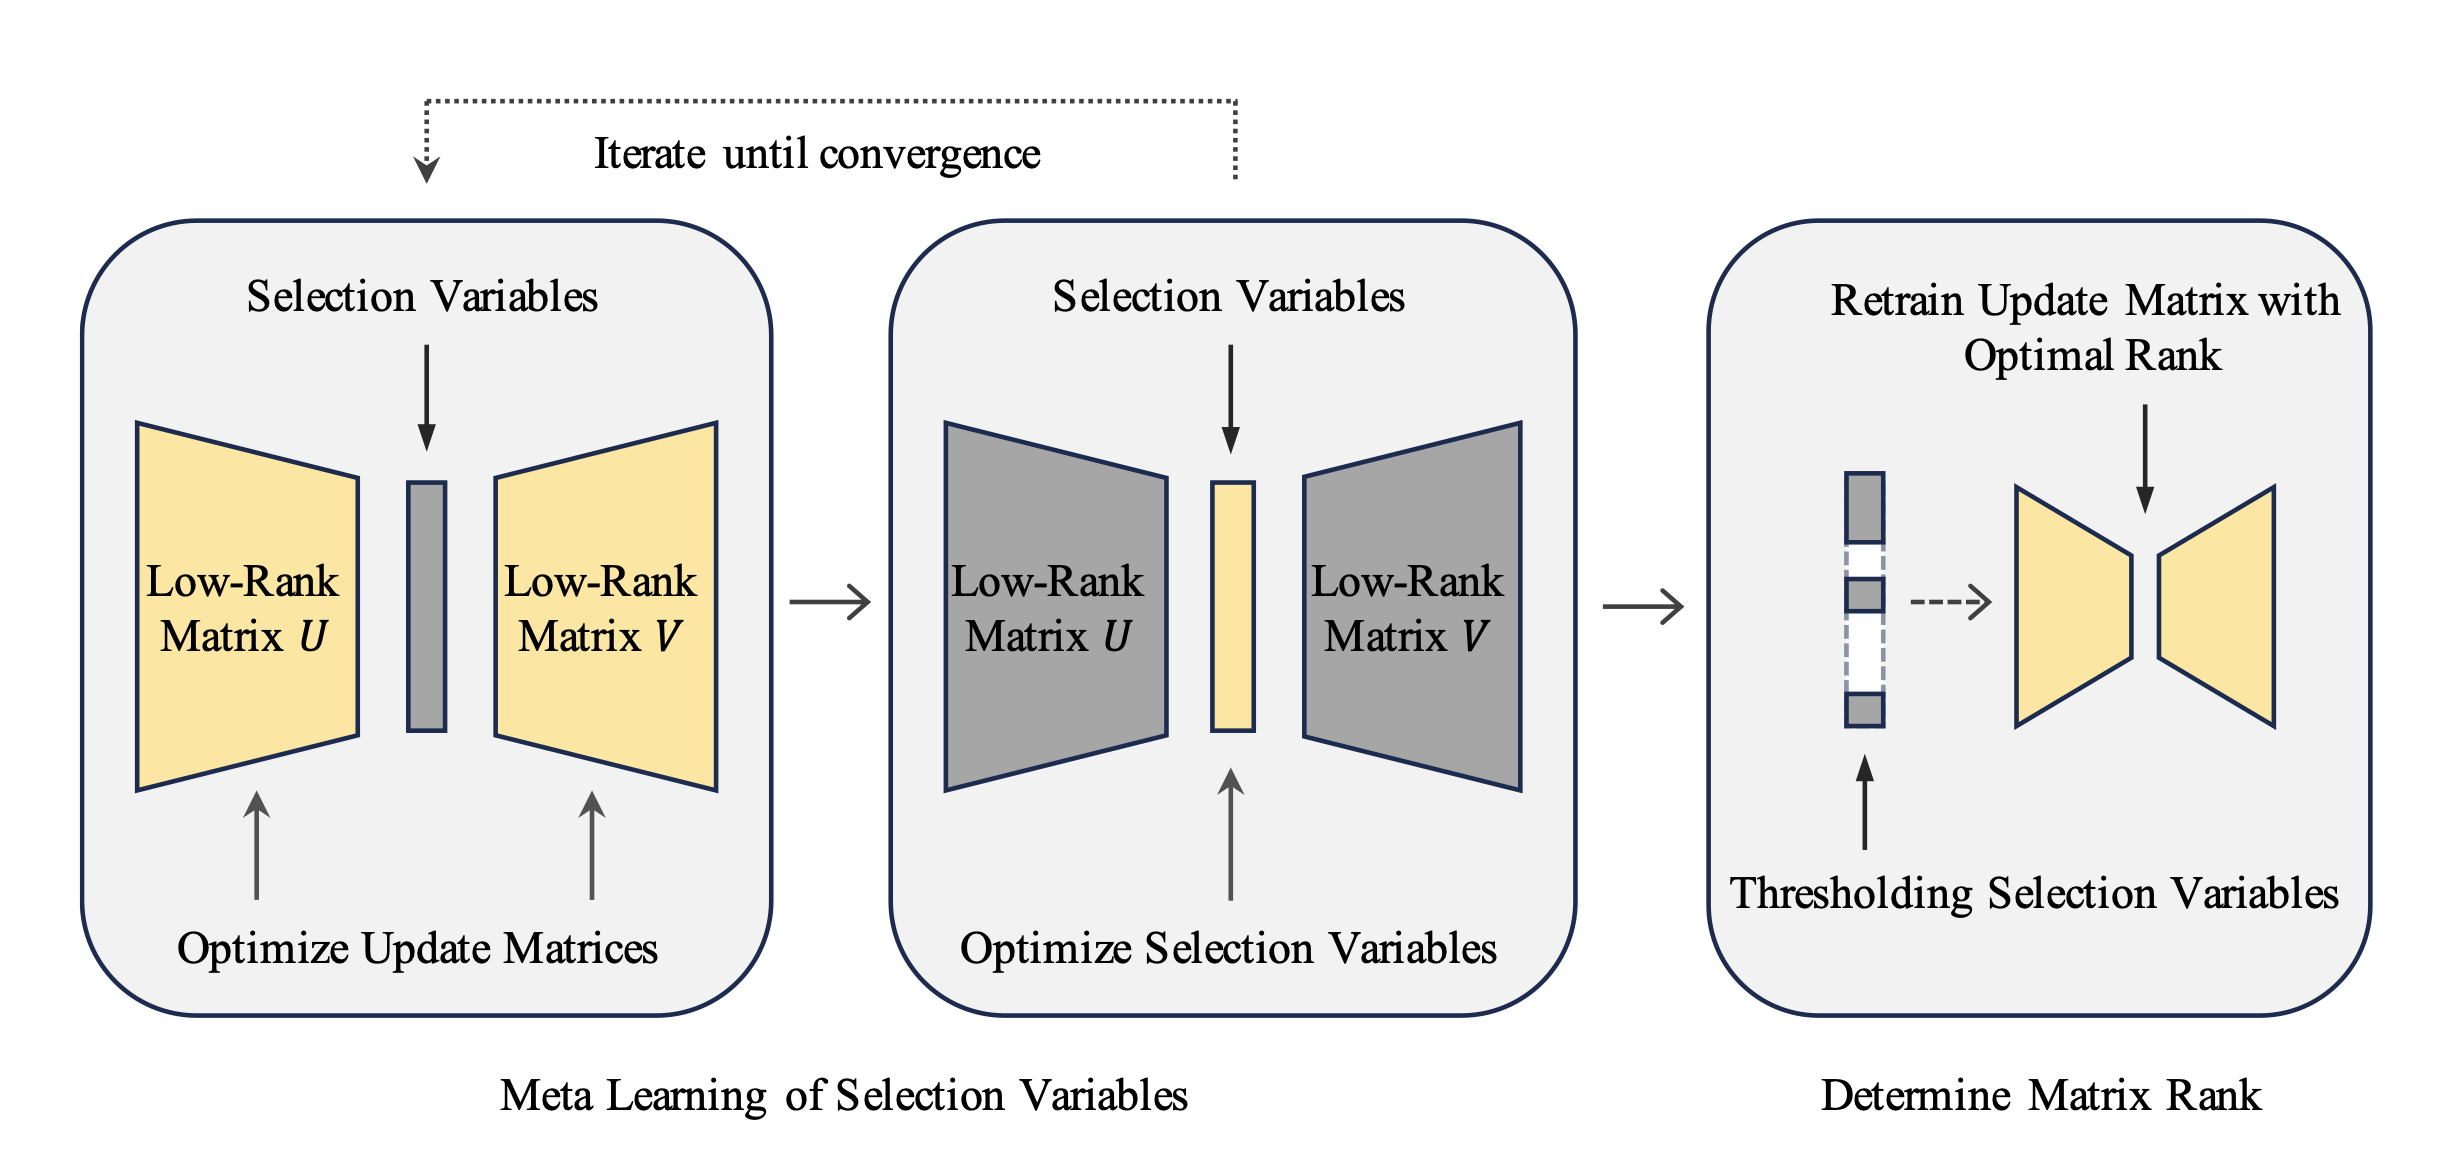 Iterate until convergence
Selection Variables
Low-Rank
Matrix U
Low-Rank
Matrix V
Optimize Update Matrices
Selection Variables
Low-Rank
Matrix U
Low-Rank
Matrix V
Optimize Selection Variables
Retrain Update Matrix with
Optimal Rank
Thresholding Selection Variables
Meta Learning of Selection Variables
Determine Matrix Rank